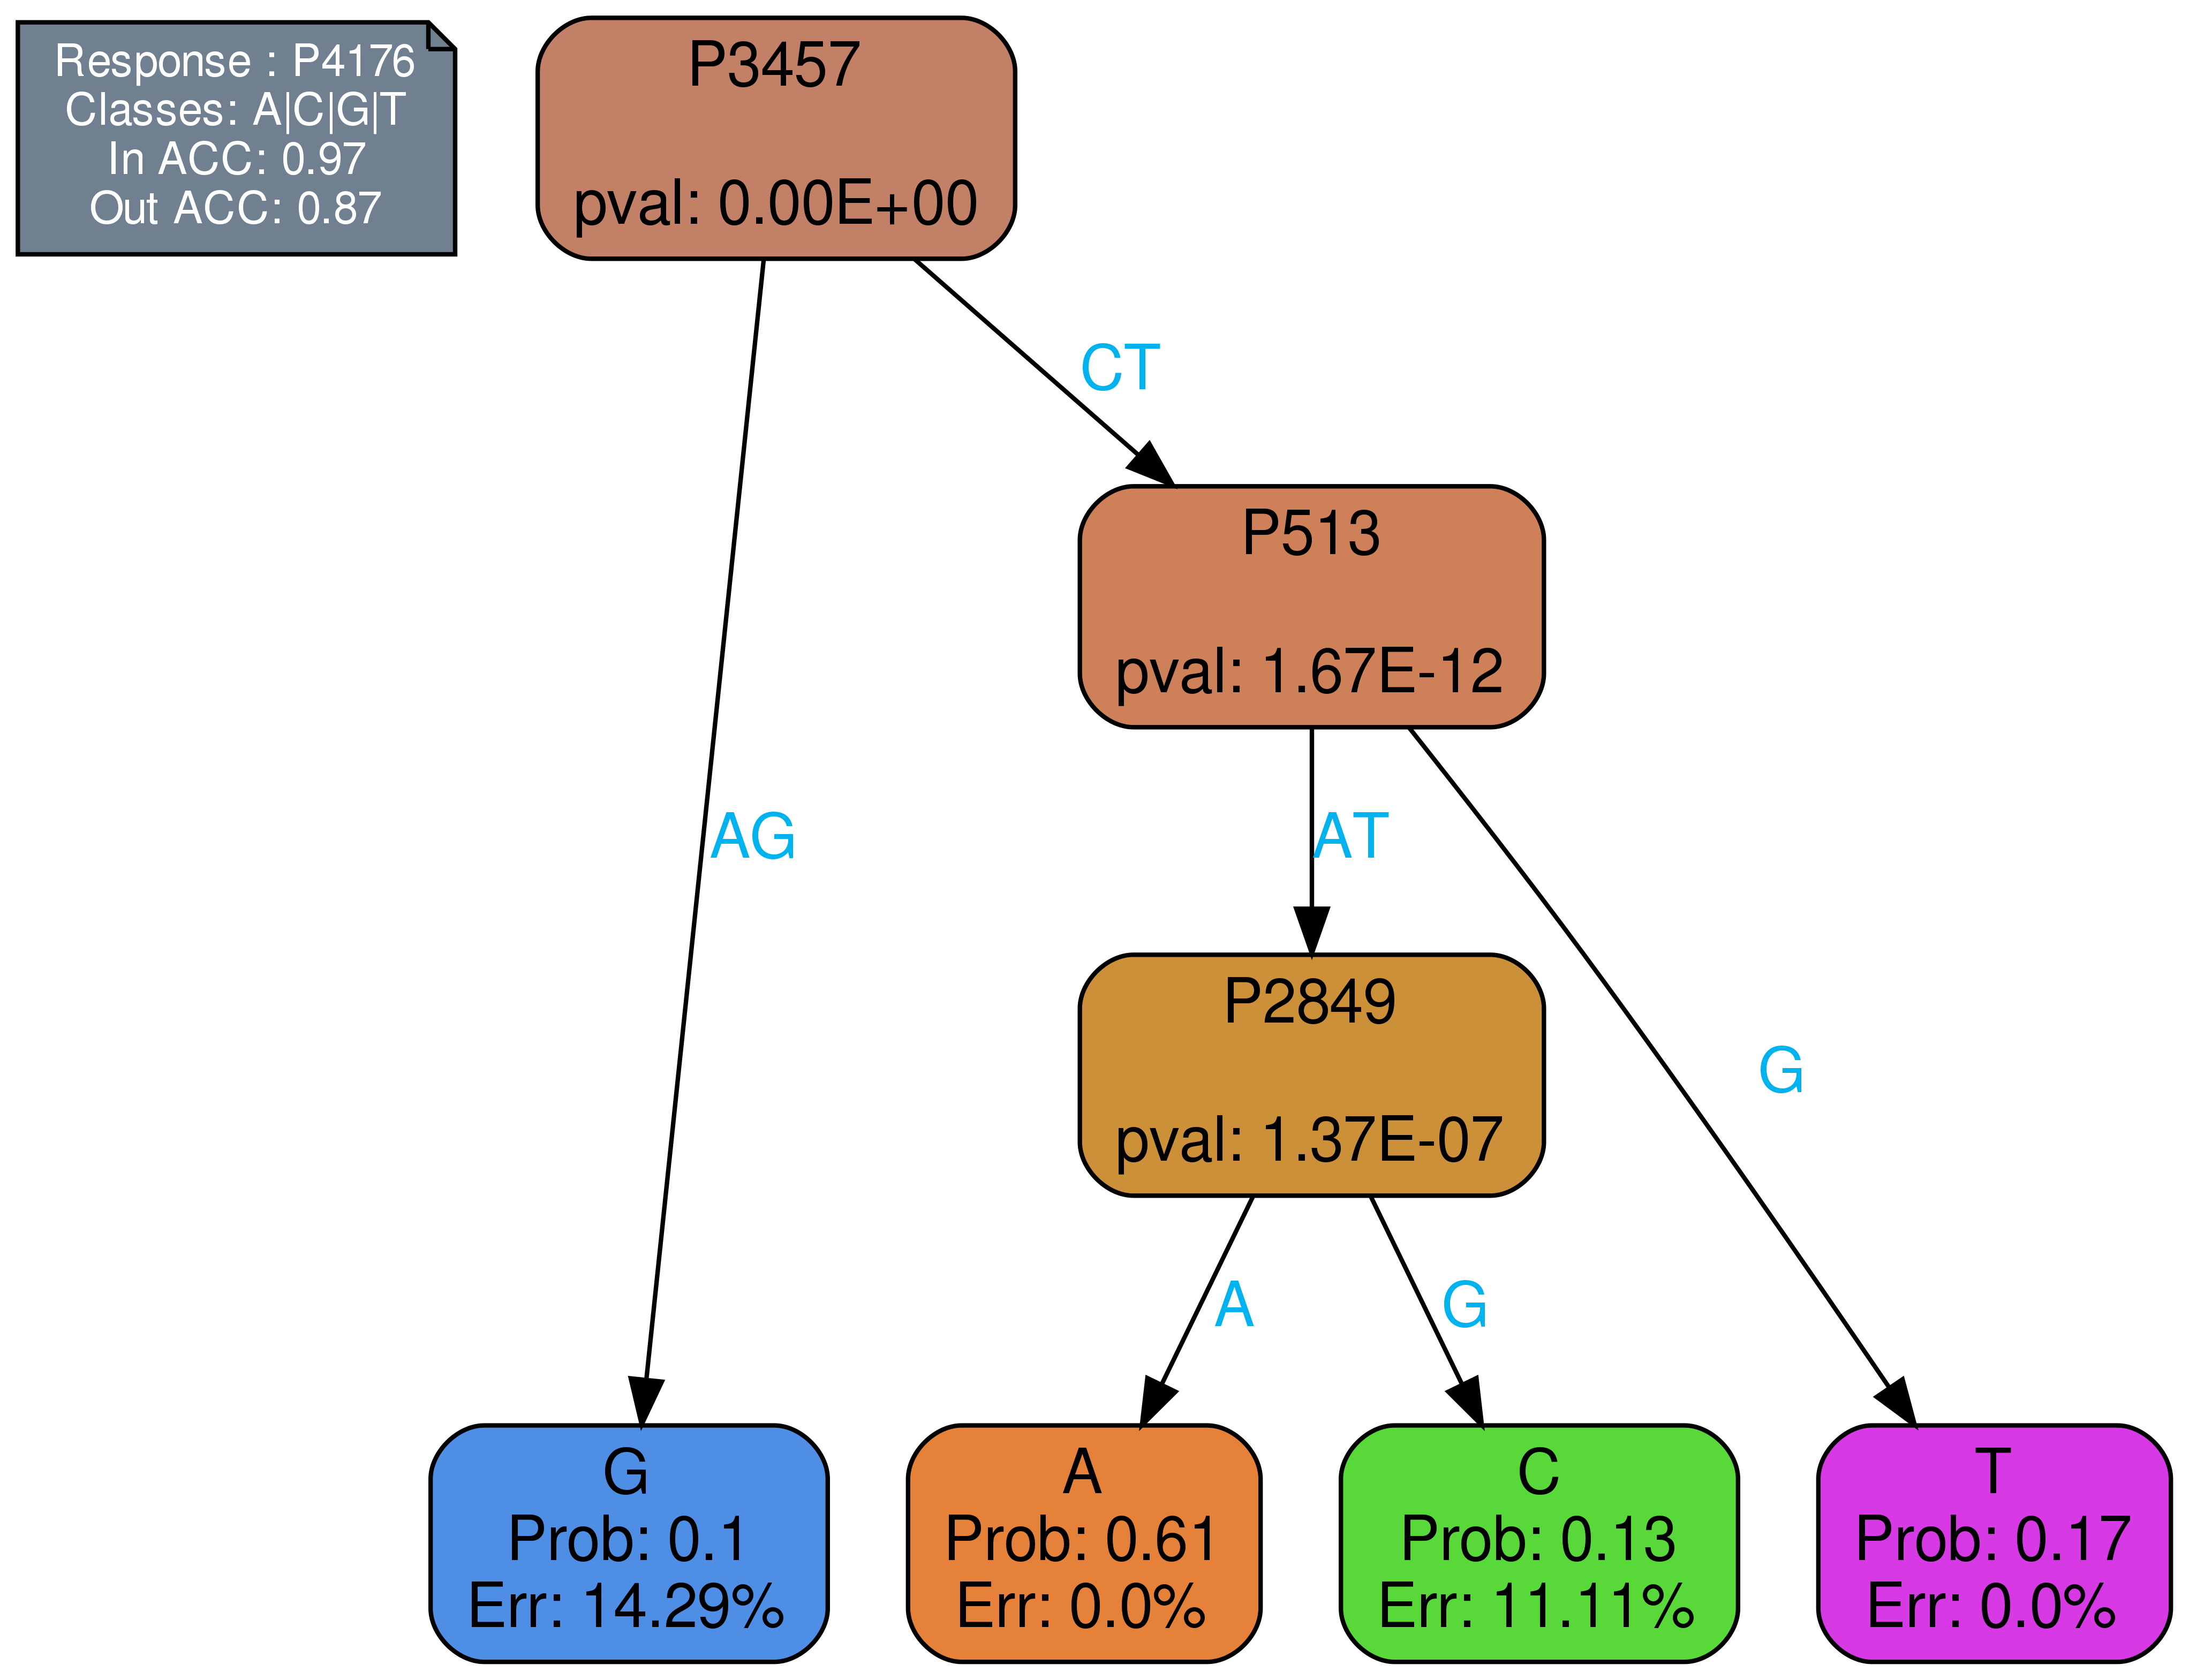 Response : P4176
Classes: A|C|G|T
In ACC: 0.97
Out ACC: 0.87
P3457
pval: 0.00E+00
CT
P513
pval: 1.67E-12
AG
AT
P2849
pval: 1.37E-07
G
A
G
G
Prob: 0.1
Err: 14.29%
A
Prob: 0.61
Err: 0.0%
C
Prob: 0.13
Err: 11.11%
T
Prob: 0.17
Err: 0.0%